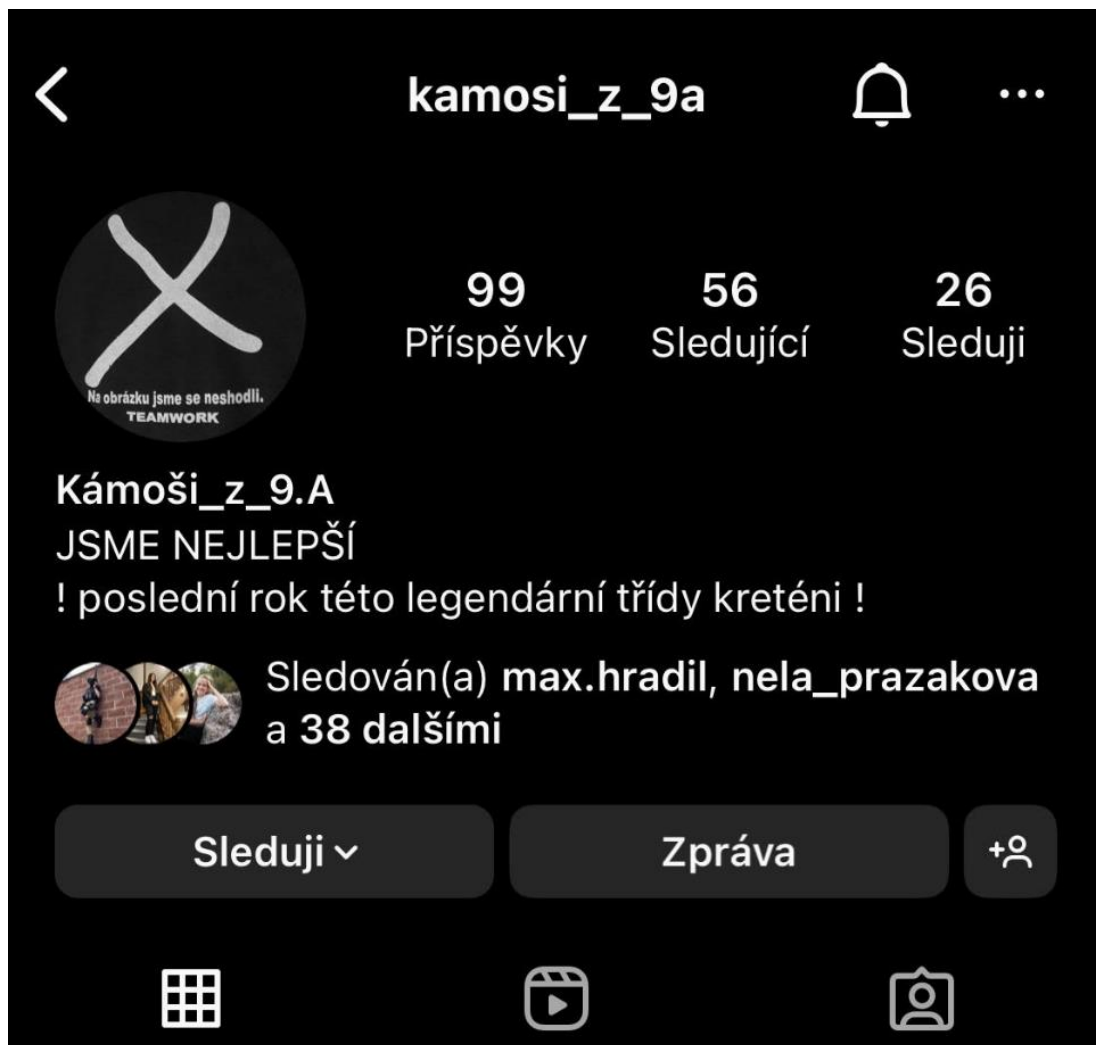 kamosi_z_9a
99
Příspěvky
56
Sledující
26
Sleduji
Na obrázku jsme se neshodli.
TEAMWORK
Kámoši_z_9.A
JSME NEJLEPŠÍ
! poslední rok této legendární třídy kreténi !
Sledován(a) max.hradil, nela_prazakova
a 38 dalšími
Sleduji
Zpráva